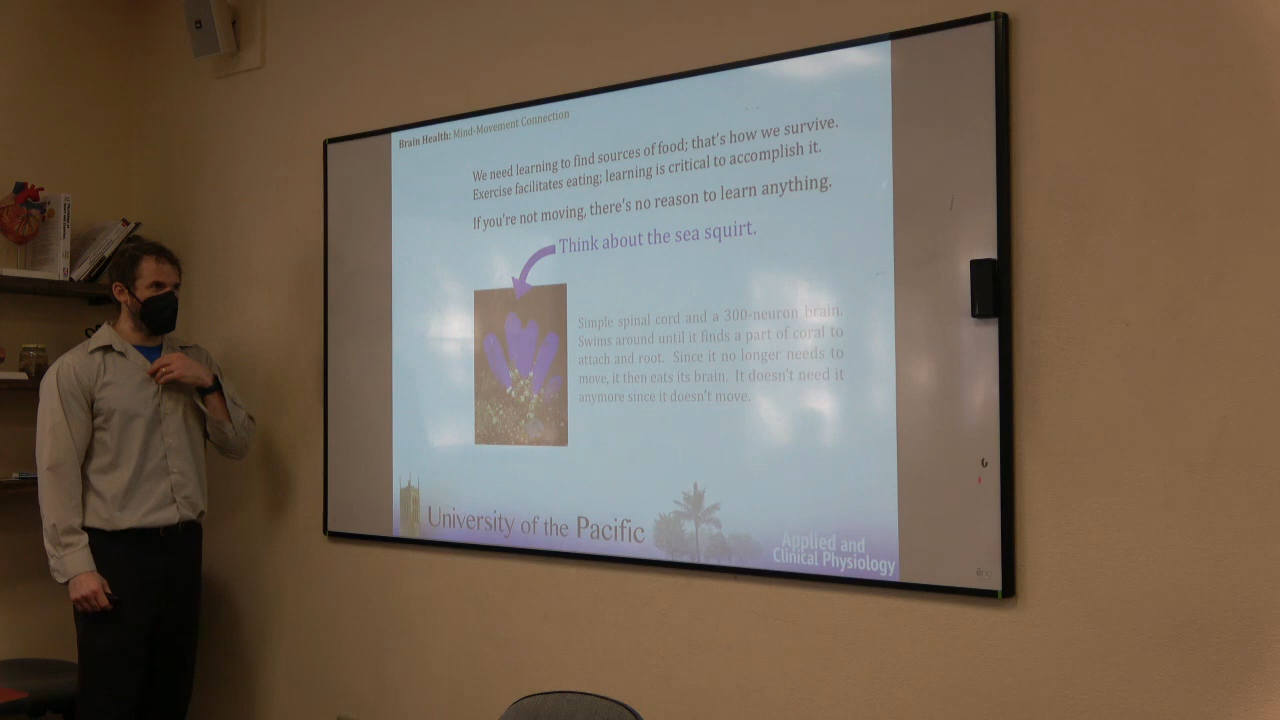 Brain Health: Mind-Movement Connection
We need learning to find sources of food; that's how we survive.
Exercise facilitates eating; learning is critical to accomplish it.
If you're not moving, there's no reason to learn anything.
Think about the sea squirt.
Simple spinal cord and a 300-neuron brain.
Swims around until it finds a part of coral to
attach and root. Since it no longer needs to
move, it then eats its brain. It doesn't need it
anymore since it doesn't move.
University of the Pacific
Applied and
Clinical Physiology
eno